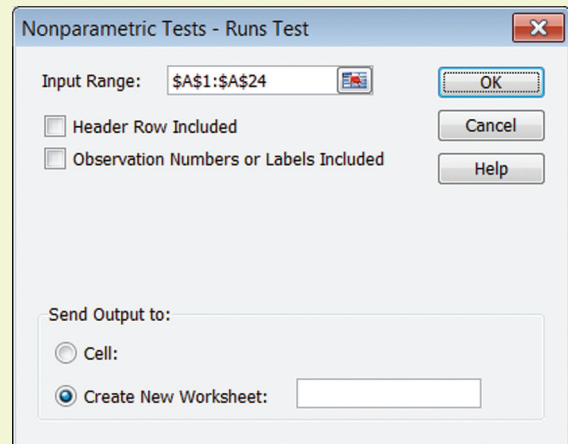 Nonparametric Tests - Runs Test
Input Range: $A$1:$A$24
OK
Header Row Included
Cancel
Observation Numbers or Labels Included
Help
Send Output to:
Cell:
Create New Worksheet: